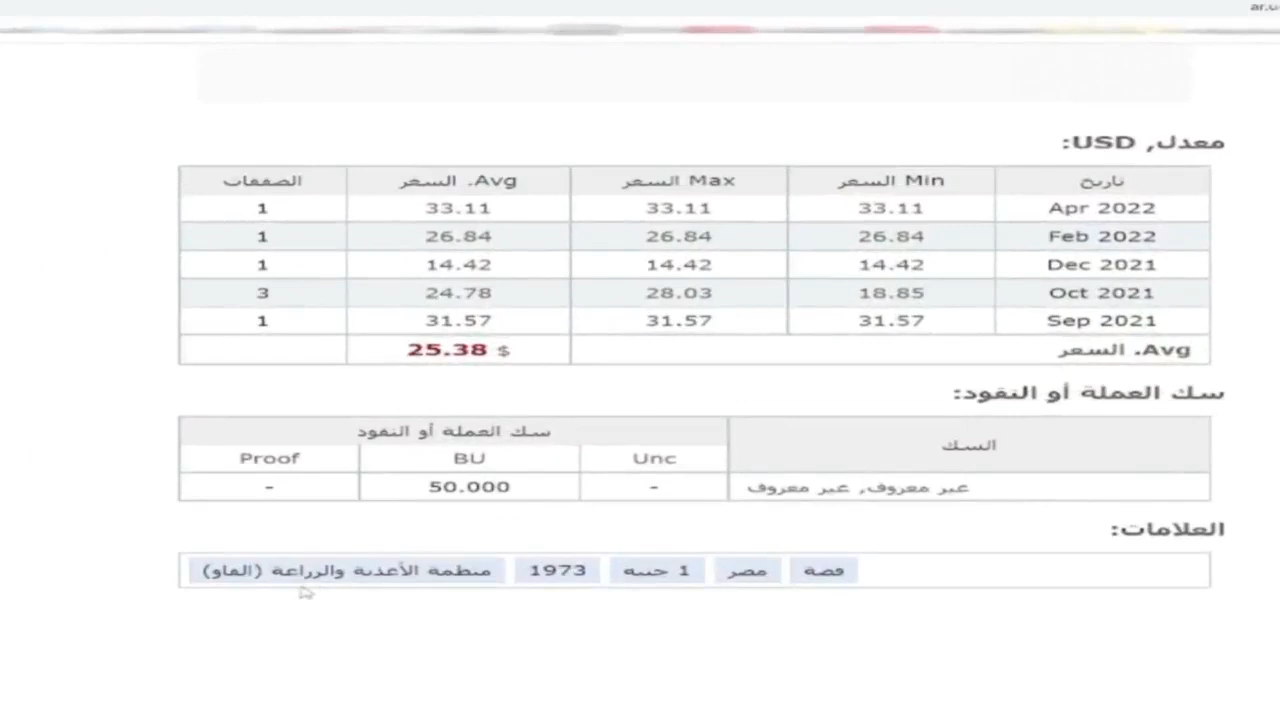 ar.u
معدل, USD:
تاريخ Min السعر Max السعر Avg. السعر الصفقات
Apr 2022 33.11 33.11 33.11 1
Feb 2022 26.84 26.84 26.84 1
Dec 2021 14.42 14.42 14.42 1
Oct 2021 18.85 28.03 24.78 3
Sep 2021 31.57 31.57 31.57 1
Avg. السعر 25.38 $
سك العملة أو النقود:
السك سك العملة أو النقود
Unc BU Proof
غير معروف, غير معروف - 50.000 -
العلامات:
فضة مصر 1 جنيه 1973 منظمة الأغذية والزراعة (الفاو)